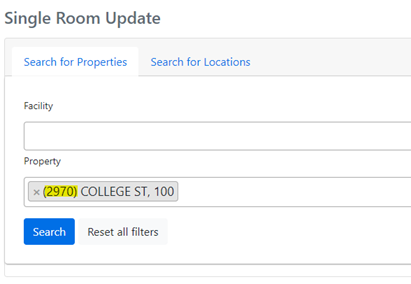 Single Room Update
Search for Properties Search for Locations
Facility
Property
× (2970) COLLEGE ST, 100
Search Reset all filters